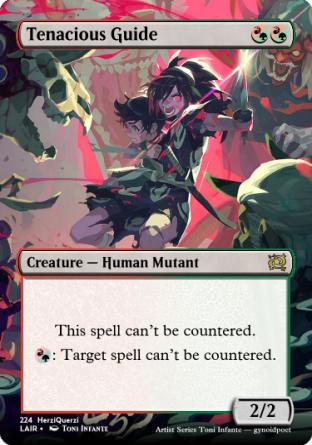 Tenacious Guide
Creature — Human Mutant
This spell can't be countered.
: Target spell can't be countered.
2/2
224 HerziQuerzi
LAIR • Toni Infante
Artist Series Toni Infante — gynoidpoet